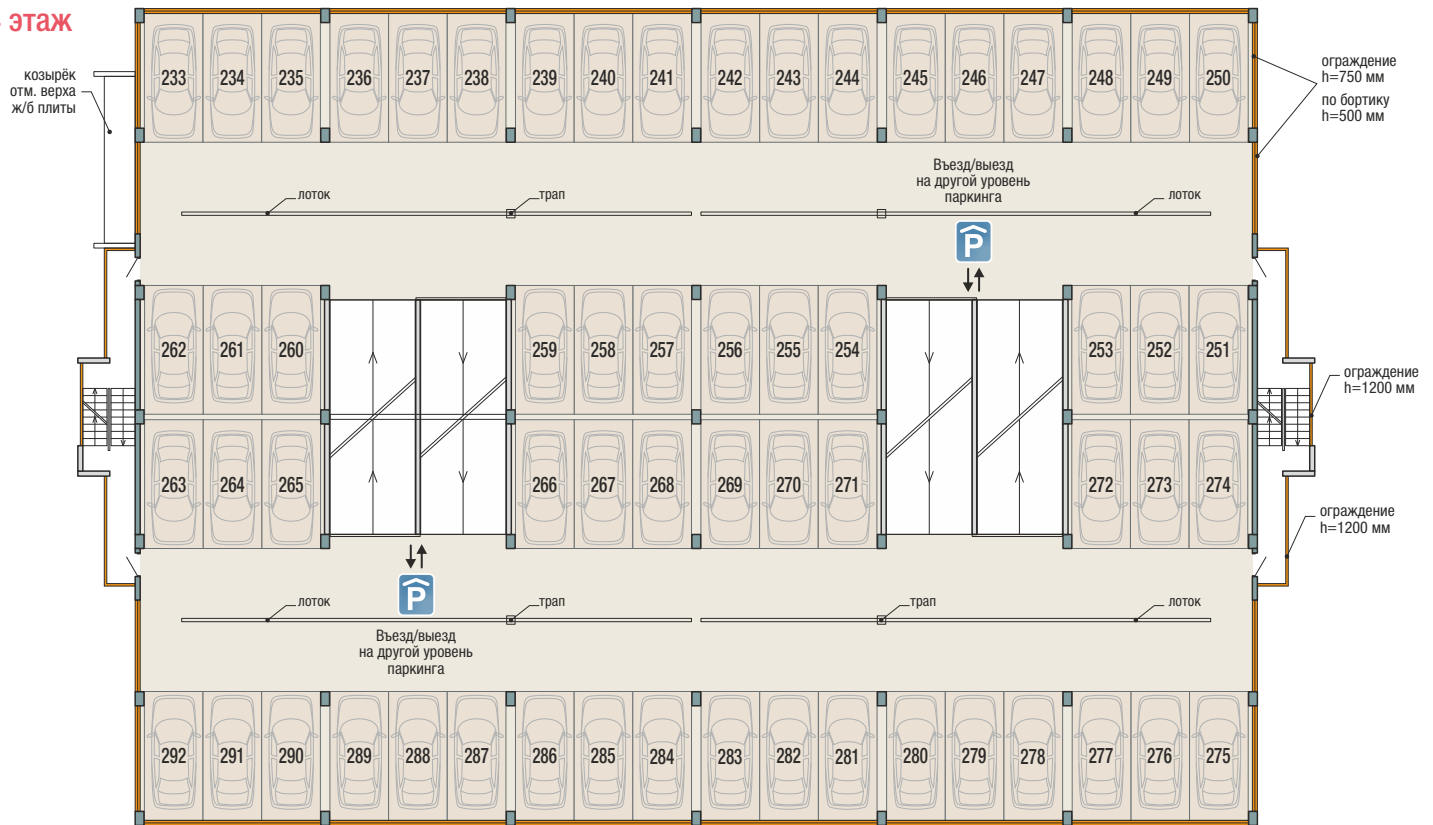 этаж
козырёк
отм. верха
ж/б плиты
233 234 235 236 237 238 239 240 241 242 243 244 245 246 247 248 249 250
ограждение
h=750 мм
по бортику
h=500 мм
Въезд/выезд
на другой уровень
паркинга
лоток трап лоток
P
262 261 260 259 258 257 256 255 254 253 252 251
ограждение
h=1200 мм
263 264 265 266 267 268 269 270 271 272 273 274
ограждение
h=1200 мм
P
лоток трап трап лоток
Въезд/выезд
на другой уровень
паркинга
292 291 290 289 288 287 286 285 284 283 282 281 280 279 278 277 276 275